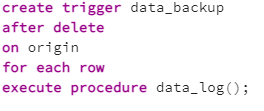 create trigger data_backup
after delete
on origin
for each row
execute procedure data_log();